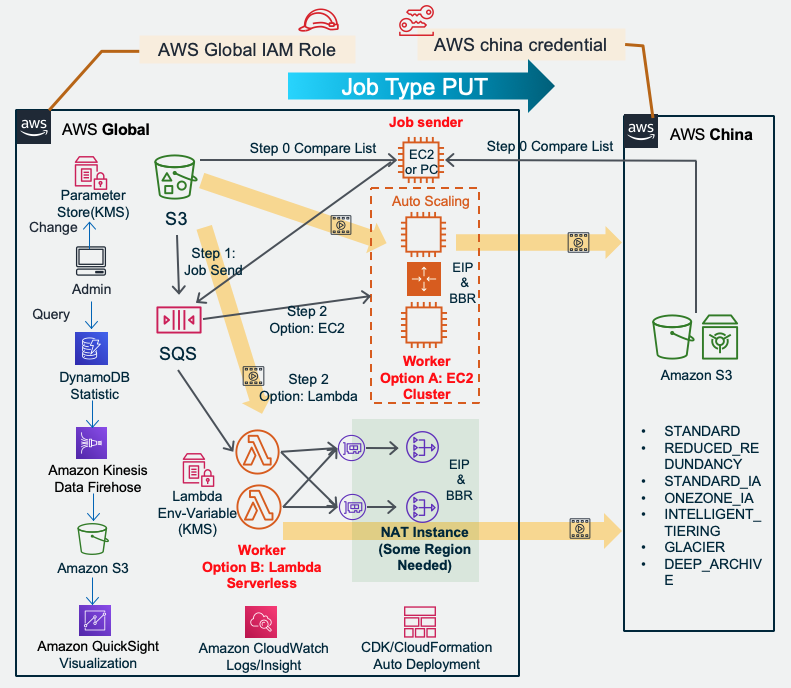 AWS Global IAM Role
AWS china credential
Job Type PUT
aws
AWS Global
aws
AWS China
Job sender
Step 0 Compare List
EC2
or PC
Step 0 Compare List
Parameter
Store(KMS)
Change
Admin
Query
DynamoDB
Statistic
Amazon Kinesis
Data Firehose
Amazon S3
Amazon QuickSight
Visualization
S3
Step 1:
Job Send
SQS
Step 2
Option: EC2
Step 2
Option: Lambda
Auto Scaling
EIP
&
BBR
Worker
Option A: EC2
Cluster
Lambda
Env-Variable
(KMS)
Worker
Option B: Lambda
Serverless
EIP
&
BBR
NAT Instance
(Some Region
Needed)
Amazon CloudWatch
Logs/Insight
CDK/CloudFormation
Auto Deployment
Amazon S3
• STANDARD
• REDUCED_RE
DUNDANCY
• STANDARD_IA
• ONEZONE_IA
• INTELLIGENT_
TIERING
• GLACIER
• DEEP_ARCHIV
E